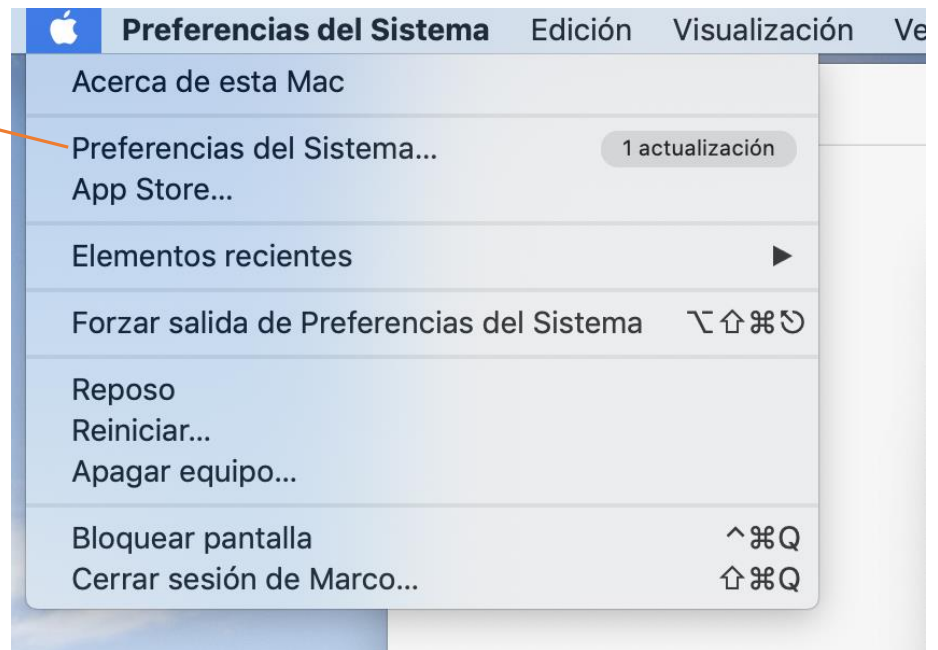 Preferencias del Sistema Edición Visualización Ve
Acerca de esta Mac
Preferencias del Sistema... 1 actualización
App Store...
Elementos recientes ▶
Forzar salida de Preferencias del Sistema ⌥⇧⌘⎋
Reposo
Reiniciar...
Apagar equipo...
Bloquear pantalla ^⌘Q
Cerrar sesión de Marco... ⇧⌘Q